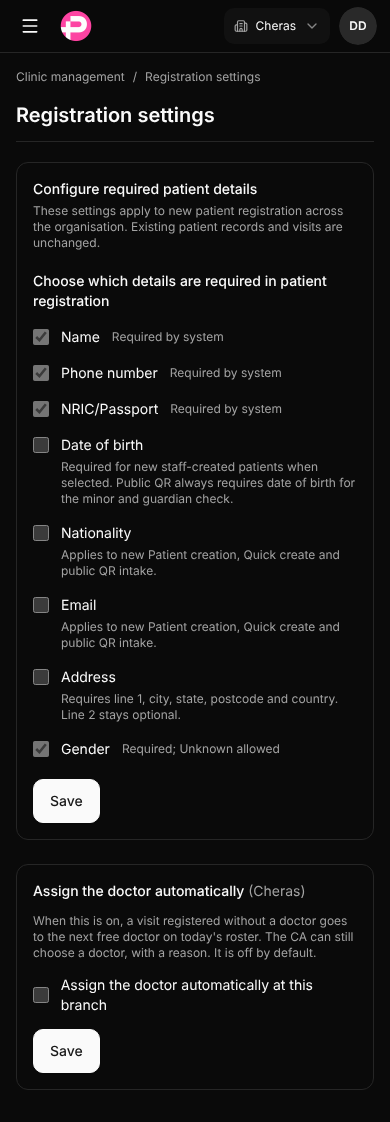 Cheras
DD
Clinic management / Registration settings
Registration settings
Configure required patient details
These settings apply to new patient registration across
the organisation. Existing patient records and visits are
unchanged.
Choose which details are required in patient
registration
Name Required by system
Phone number Required by system
NRIC/Passport Required by system
Date of birth
Required for new staff-created patients when
selected. Public QR always requires date of birth for
the minor and guardian check.
Nationality
Applies to new Patient creation, Quick create and
public QR intake.
Email
Applies to new Patient creation, Quick create and
public QR intake.
Address
Requires line 1, city, state, postcode and country.
Line 2 stays optional.
Gender Required; Unknown allowed
Save
Assign the doctor automatically (Cheras)
When this is on, a visit registered without a doctor goes
to the next free doctor on today's roster. The CA can still
choose a doctor, with a reason. It is off by default.
Assign the doctor automatically at this
branch
Save